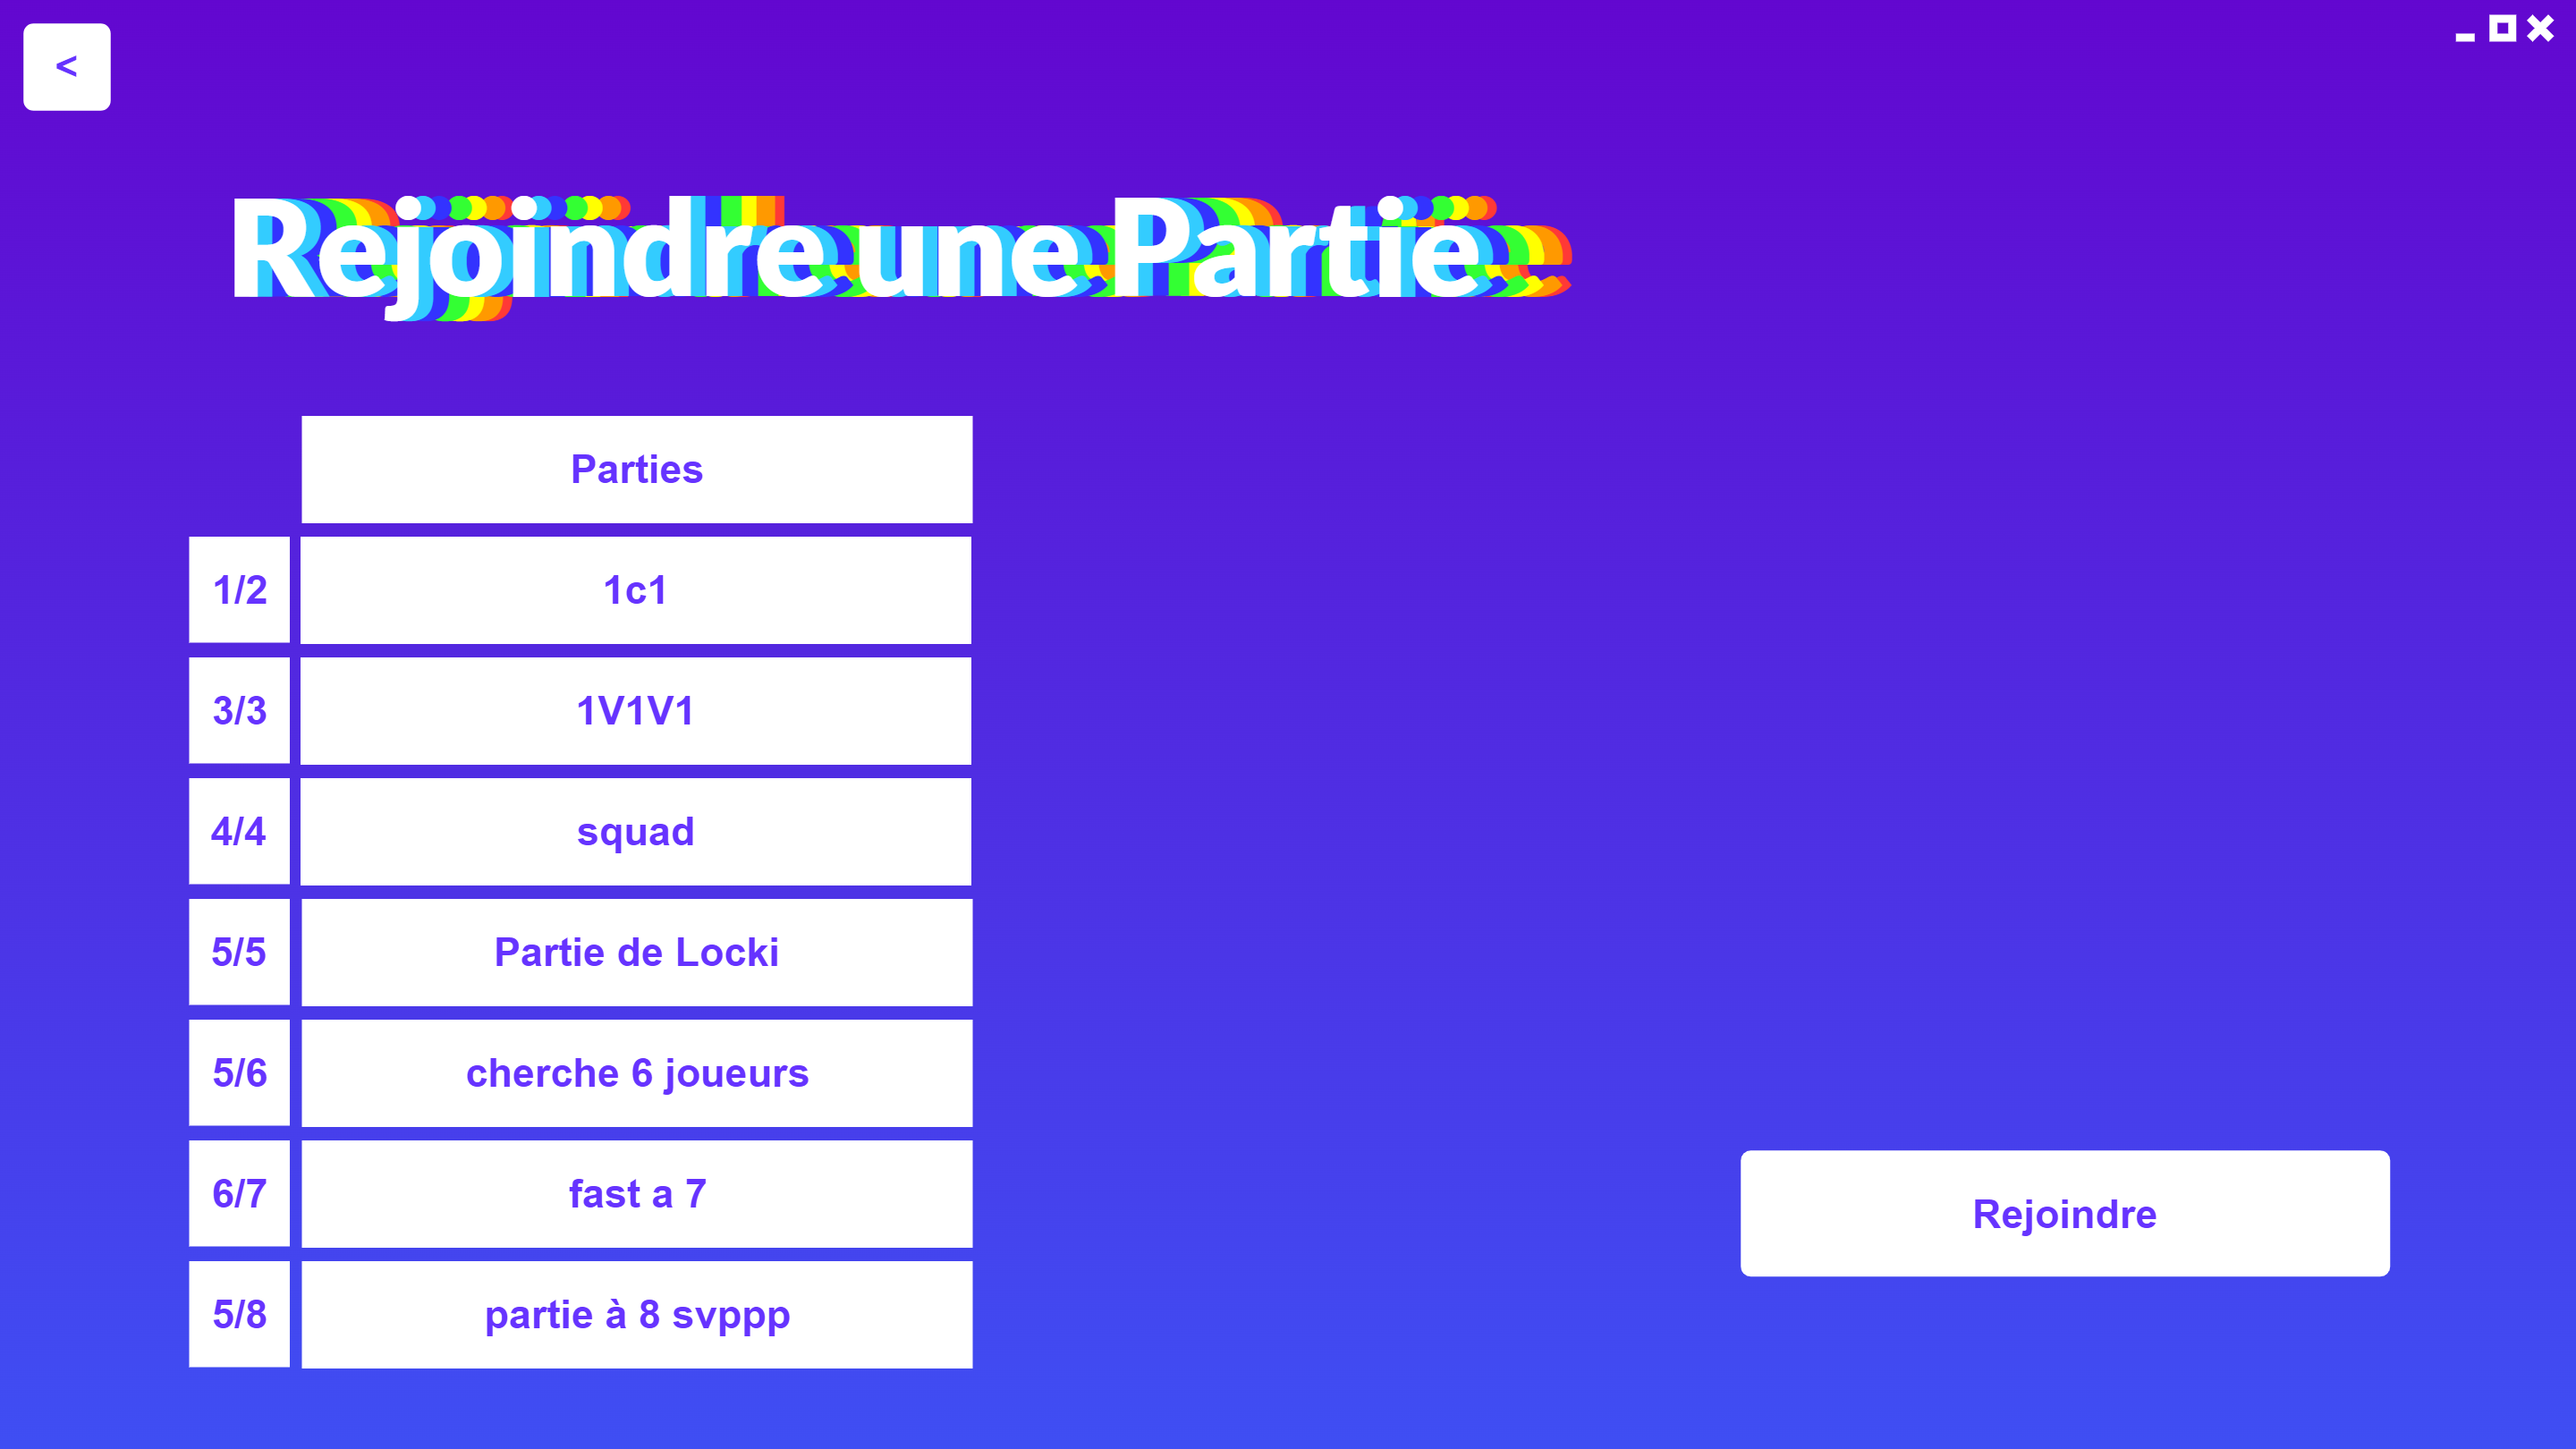 <
Rejoindre une Partie
Parties
1/2 1c1
3/3 1V1V1
4/4 squad
5/5 Partie de Locki
5/6 cherche 6 joueurs
6/7 fast a 7
Rejoindre
5/8 partie à 8 svppp